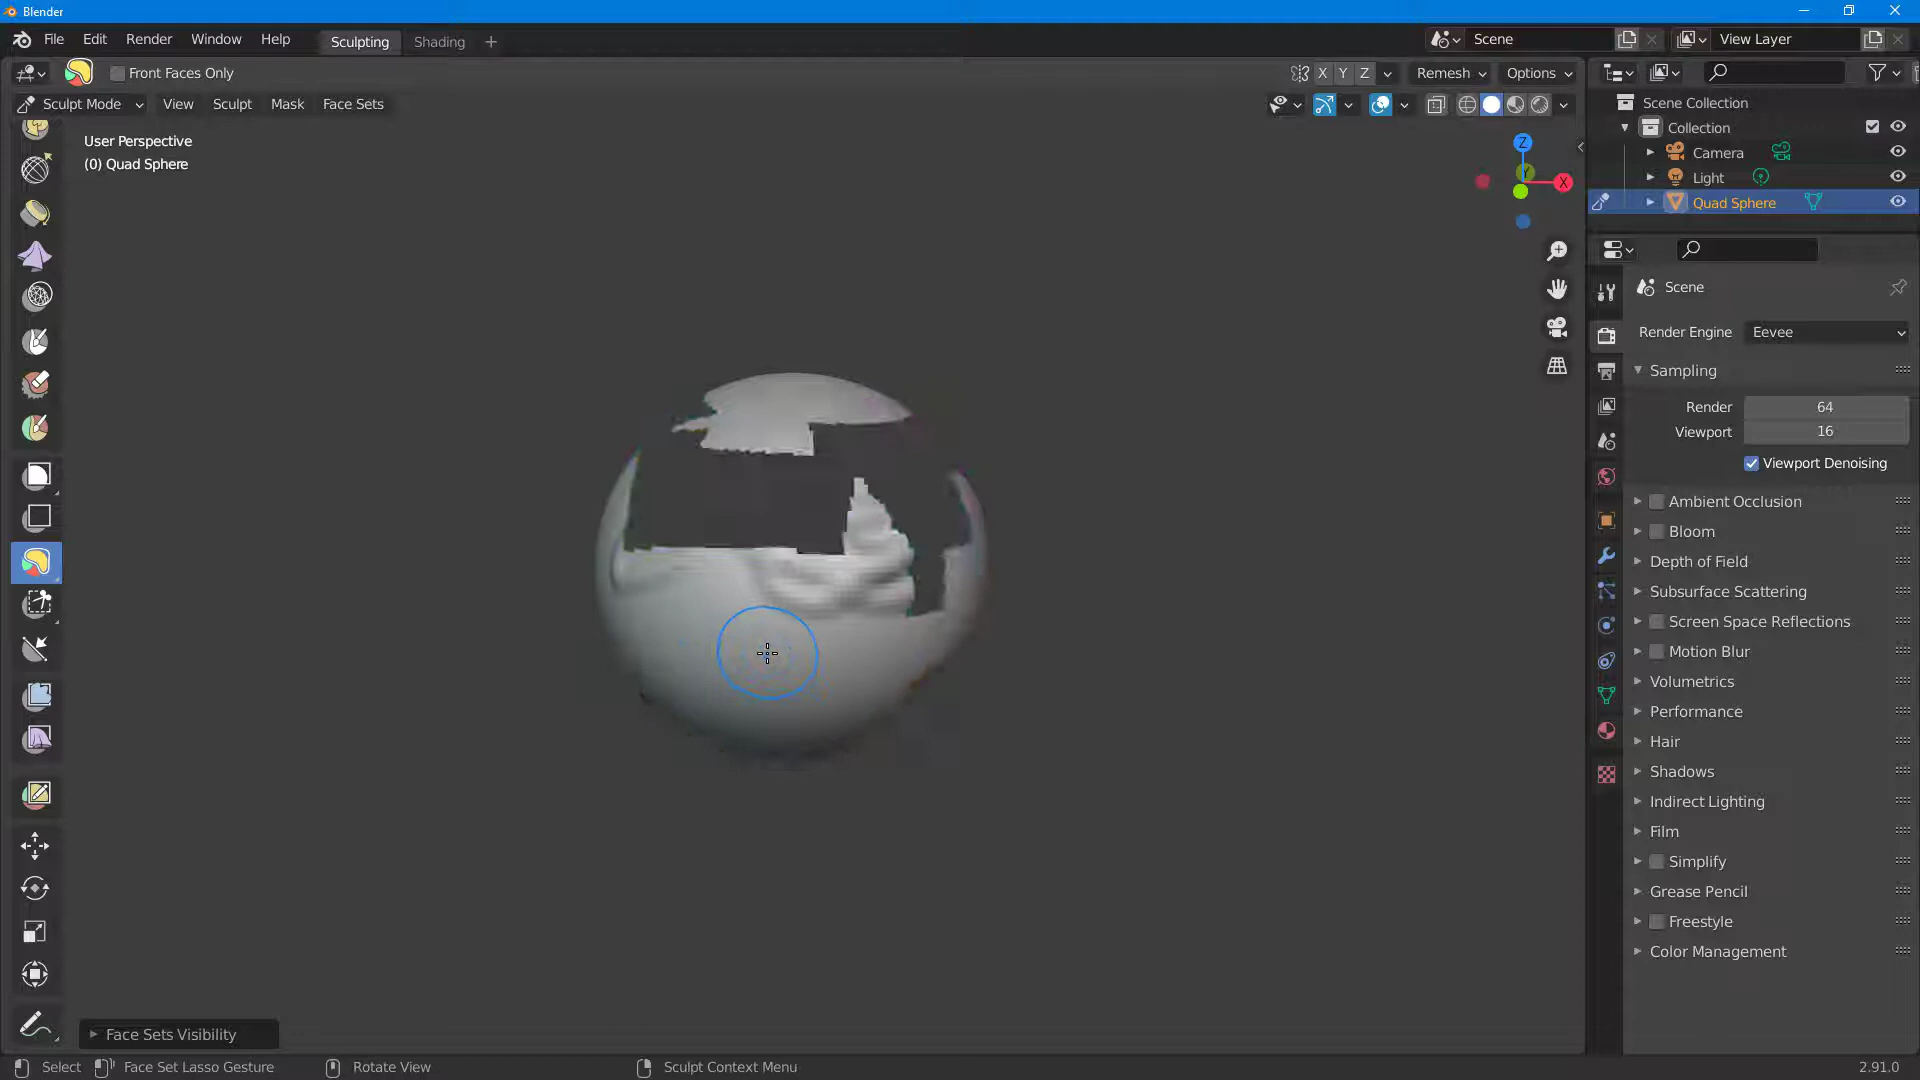 Blender
File Edit Render Window Help Sculpting Shading + Scene View Layer
Front Faces Only X Y Z Remesh Options
Sculpt Mode View Sculpt Mask Face Sets
User Perspective
(0) Quad Sphere
Z
Y
X
Scene Collection
Collection
Camera
Light
Quad Sphere
Scene
Render Engine Eevee
Sampling
Render 64
Viewport 16
Viewport Denoising
Ambient Occlusion
Bloom
Depth of Field
Subsurface Scattering
Screen Space Reflections
Motion Blur
Volumetrics
Performance
Hair
Shadows
Indirect Lighting
Film
Simplify
Grease Pencil
Freestyle
Color Management
Face Sets Visibility
Select Face Set Lasso Gesture Rotate View Sculpt Context Menu 2.91.0